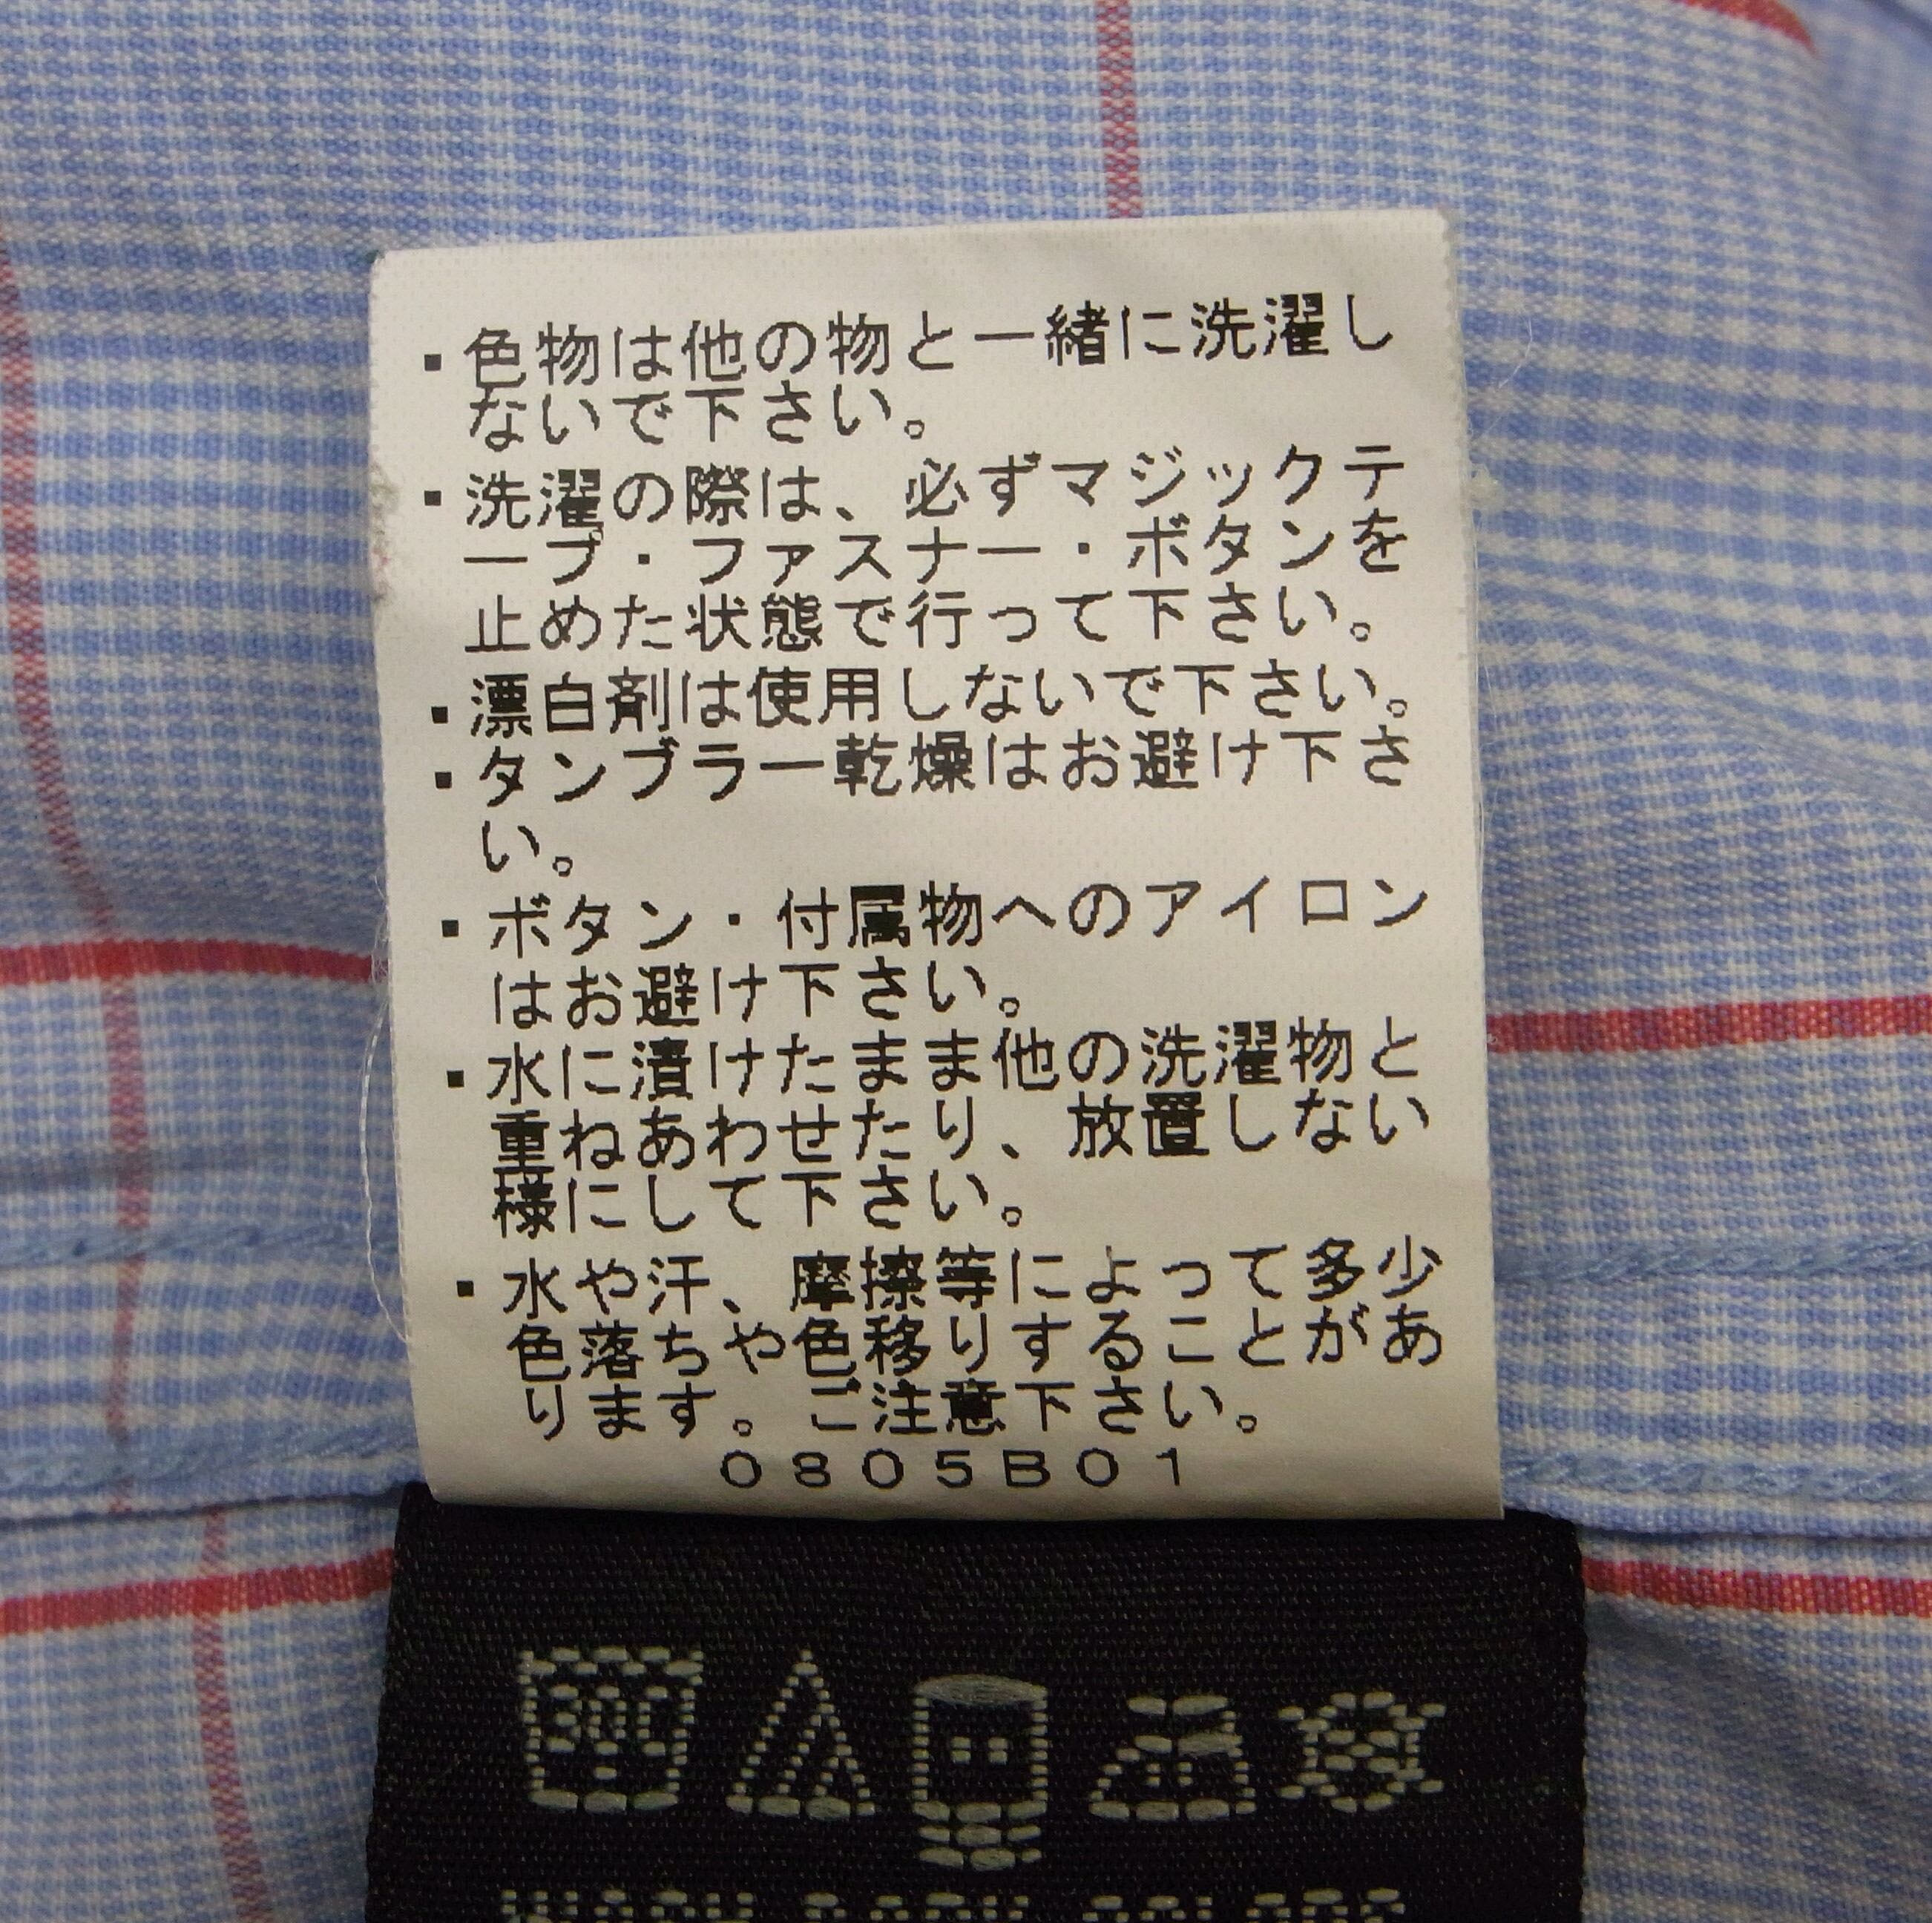 ・色物は他の物と一緒に洗濯し
ないで下さい。
・洗濯の際は、必ずマジックテ
ープ・ファスナー・ボタンを
止めた状態で行って下さい。
・漂白剤は使用しないで下さい。
・タンブラー乾燥はお避け下さ
い。
・ボタン・付属物へのアイロン
はお避け下さい。
・水に漬けたまま他の洗濯物と
重ねあわせたり、放置しない
様にして下さい。
・水や汗、摩擦等によって多少
色落ちや色移りすることがあ
ります。ご注意下さい。
0805B01